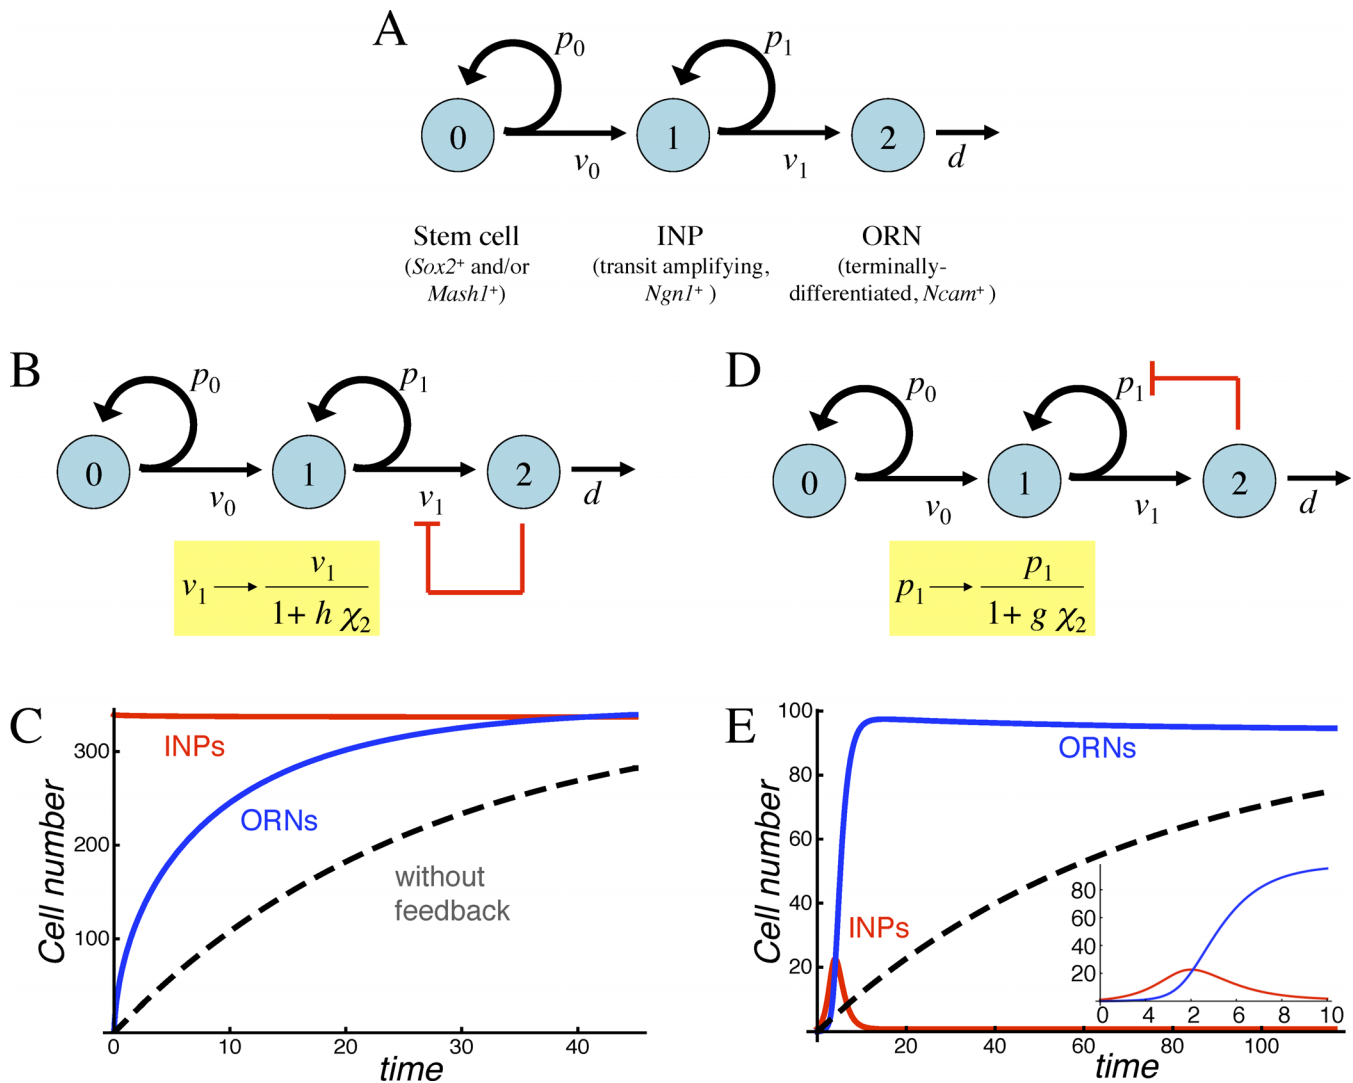 A
p0
p1
0
1
2
v0
v1
d
Stem cell
(Sox2+ and/or
Mash1+)
INP
(transit amplifying,
Ngn1+ )
ORN
(terminally-
differentiated, Ncam+ )
B
p0
p1
0
1
2
v0
v1
d
v1 → v1 / 1+ h χ2
D
p0
p1
0
1
2
v0
v1
d
p1 → p1 / 1+ g χ2
C
Cell number
300
200
100
0
10
20
30
40
time
INPs
ORNs
without
feedback
E
Cell number
100
80
60
40
20
20
40
60
80
100
time
ORNs
INPs
80
60
40
20
0
4
2
6
8
10